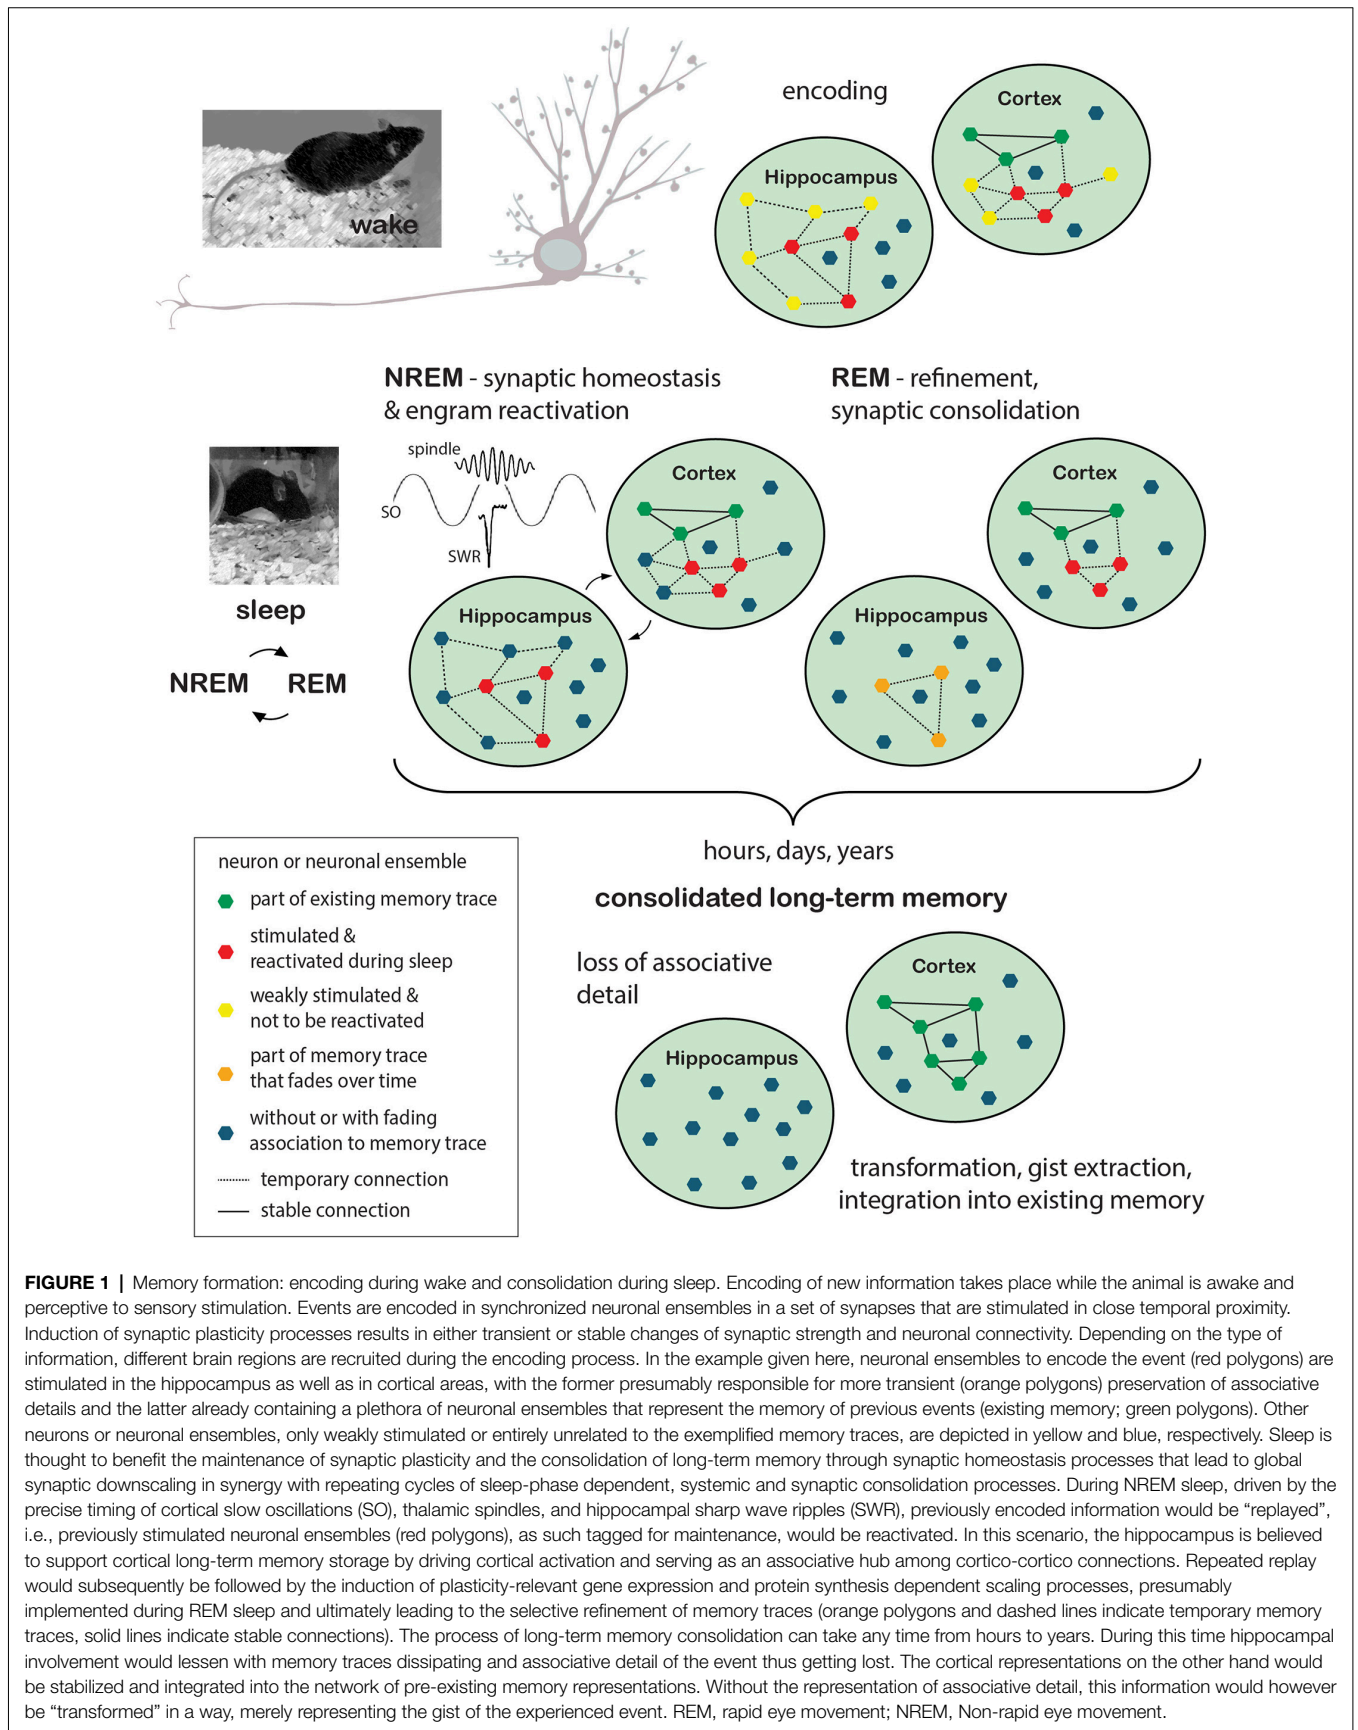 wake
encoding
Hippocampus
Cortex
NREM - synaptic homeostasis
& engram reactivation
REM - refinement,
synaptic consolidation
spindle
SO
SWR
Cortex
Hippocampus
Cortex
Hippocampus
sleep
NREM REM
hours, days, years
consolidated long-term memory
neuron or neuronal ensemble
part of existing memory trace
stimulated &
reactivated during sleep
weakly stimulated &
not to be reactivated
part of memory trace
that fades over time
without or with fading
association to memory trace
temporary connection
stable connection
loss of associative
detail
Hippocampus
Cortex
transformation, gist extraction,
integration into existing memory
FIGURE 1 | Memory formation: encoding during wake and consolidation during sleep. Encoding of new information takes place while the animal is awake and
perceptive to sensory stimulation. Events are encoded in synchronized neuronal ensembles in a set of synapses that are stimulated in close temporal proximity.
Induction of synaptic plasticity processes results in either transient or stable changes of synaptic strength and neuronal connectivity. Depending on the type of
information, different brain regions are recruited during the encoding process. In the example given here, neuronal ensembles to encode the event (red polygons) are
stimulated in the hippocampus as well as in cortical areas, with the former presumably responsible for more transient (orange polygons) preservation of associative
details and the latter already containing a plethora of neuronal ensembles that represent the memory of previous events (existing memory; green polygons). Other
neurons or neuronal ensembles, only weakly stimulated or entirely unrelated to the exemplified memory traces, are depicted in yellow and blue, respectively. Sleep is
thought to benefit the maintenance of synaptic plasticity and the consolidation of long-term memory through synaptic homeostasis processes that lead to global
synaptic downscaling in synergy with repeating cycles of sleep-phase dependent, systemic and synaptic consolidation processes. During NREM sleep, driven by the
precise timing of cortical slow oscillations (SO), thalamic spindles, and hippocampal sharp wave ripples (SWR), previously encoded information would be “replayed”,
i.e., previously stimulated neuronal ensembles (red polygons), as such tagged for maintenance, would be reactivated. In this scenario, the hippocampus is believed
to support cortical long-term memory storage by driving cortical activation and serving as an associative hub among cortico-cortico connections. Repeated replay
would subsequently be followed by the induction of plasticity-relevant gene expression and protein synthesis dependent scaling processes, presumably
implemented during REM sleep and ultimately leading to the selective refinement of memory traces (orange polygons and dashed lines indicate temporary memory
traces, solid lines indicate stable connections). The process of long-term memory consolidation can take any time from hours to years. During this time hippocampal
involvement would lessen with memory traces dissipating and associative detail of the event thus getting lost. The cortical representations on the other hand would
be stabilized and integrated into the network of pre-existing memory representations. Without the representation of associative detail, this information would however
be “transformed” in a way, merely representing the gist of the experienced event. REM, rapid eye movement; NREM, Non-rapid eye movement.